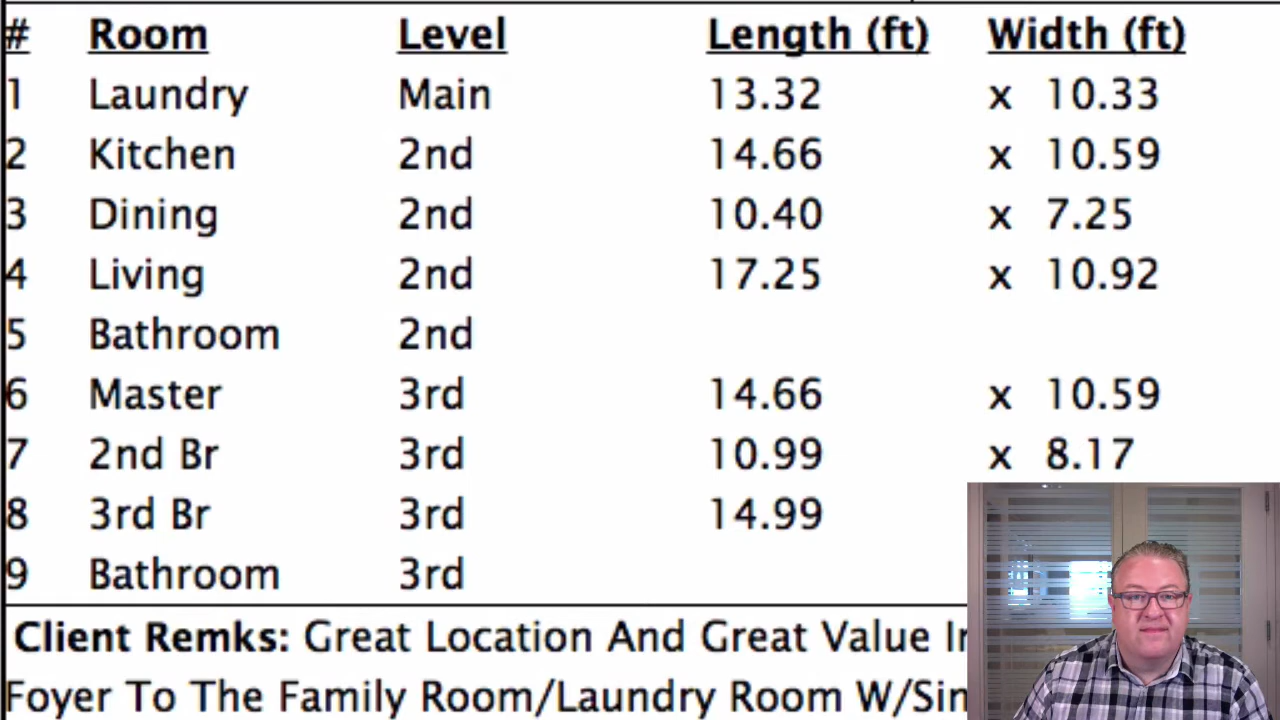 # Room Level Length (ft) Width (ft)
1 Laundry Main 13.32 x 10.33
2 Kitchen 2nd 14.66 x 10.59
3 Dining 2nd 10.40 x 7.25
4 Living 2nd 17.25 x 10.92
5 Bathroom 2nd
6 Master 3rd 14.66 x 10.59
7 2nd Br 3rd 10.99 x 8.17
8 3rd Br 3rd 14.99
9 Bathroom 3rd
Client Remks: Great Location And Great Value
Foyer To The Family Room/Laundry Room